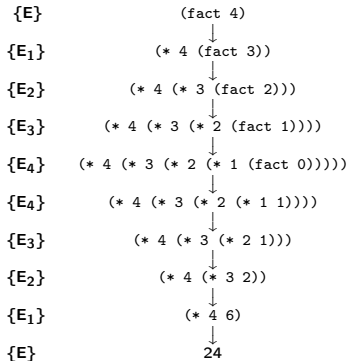 {E} (fact 4)
{E₁} (* 4 (fact 3))
{E₂} (* 4 (* 3 (fact 2)))
{E₃} (* 4 (* 3 (* 2 (fact 1))))
{E₄} (* 4 (* 3 (* 2 (* 1 (fact 0)))))
{E₄} (* 4 (* 3 (* 2 (* 1 1))))
{E₃} (* 4 (* 3 (* 2 1)))
{E₂} (* 4 (* 3 2))
{E₁} (* 4 6)
{E} 24